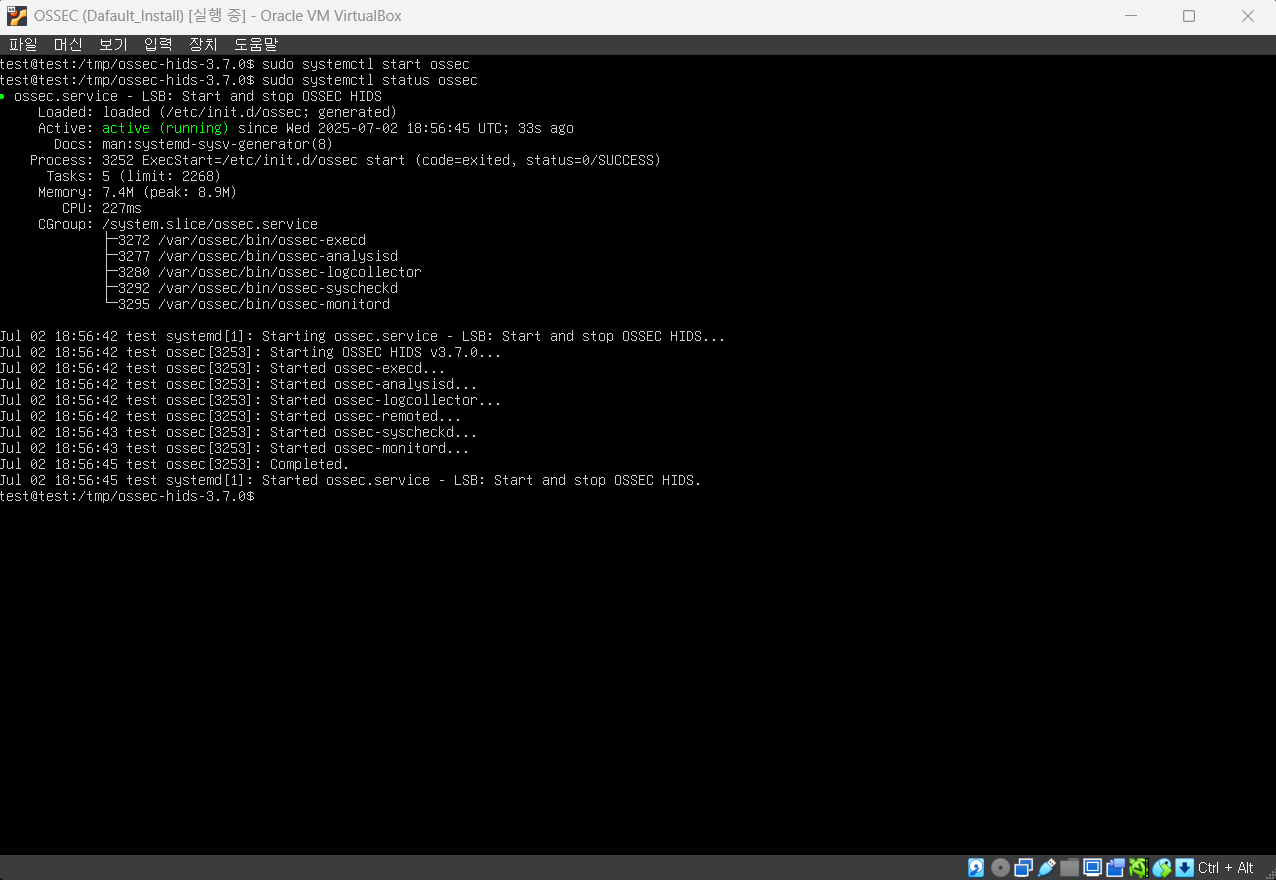 OSSEC (Dafault_Install) [실행 중] - Oracle VM VirtualBox
파일 머신 보기 입력 장치 도움말
test@test:/tmp/ossec-hids-3.7.0$ sudo systemctl start ossec
test@test:/tmp/ossec-hids-3.7.0$ sudo systemctl status ossec
● ossec.service - LSB: Start and stop OSSEC HIDS
     Loaded: loaded (/etc/init.d/ossec; generated)
     Active: active (running) since Wed 2025-07-02 18:56:45 UTC; 33s ago
       Docs: man:systemd-sysv-generator(8)
    Process: 3252 ExecStart=/etc/init.d/ossec start (code=exited, status=0/SUCCESS)
      Tasks: 5 (limit: 2268)
     Memory: 7.4M (peak: 8.9M)
        CPU: 227ms
     CGroup: /system.slice/ossec.service
             ├─3272 /var/ossec/bin/ossec-execd
             ├─3277 /var/ossec/bin/ossec-analysisd
             ├─3280 /var/ossec/bin/ossec-logcollector
             ├─3292 /var/ossec/bin/ossec-syscheckd
             └─3295 /var/ossec/bin/ossec-monitord
Jul 02 18:56:42 test systemd[1]: Starting ossec.service - LSB: Start and stop OSSEC HIDS...
Jul 02 18:56:42 test ossec[3253]: Starting OSSEC HIDS v3.7.0...
Jul 02 18:56:42 test ossec[3253]: Started ossec-execd...
Jul 02 18:56:42 test ossec[3253]: Started ossec-analysisd...
Jul 02 18:56:42 test ossec[3253]: Started ossec-logcollector...
Jul 02 18:56:42 test ossec[3253]: Started ossec-remoted...
Jul 02 18:56:43 test ossec[3253]: Started ossec-syscheckd...
Jul 02 18:56:43 test ossec[3253]: Started ossec-monitord...
Jul 02 18:56:45 test ossec[3253]: Completed.
Jul 02 18:56:45 test systemd[1]: Started ossec.service - LSB: Start and stop OSSEC HIDS.
test@test:/tmp/ossec-hids-3.7.0$
Ctrl + Alt